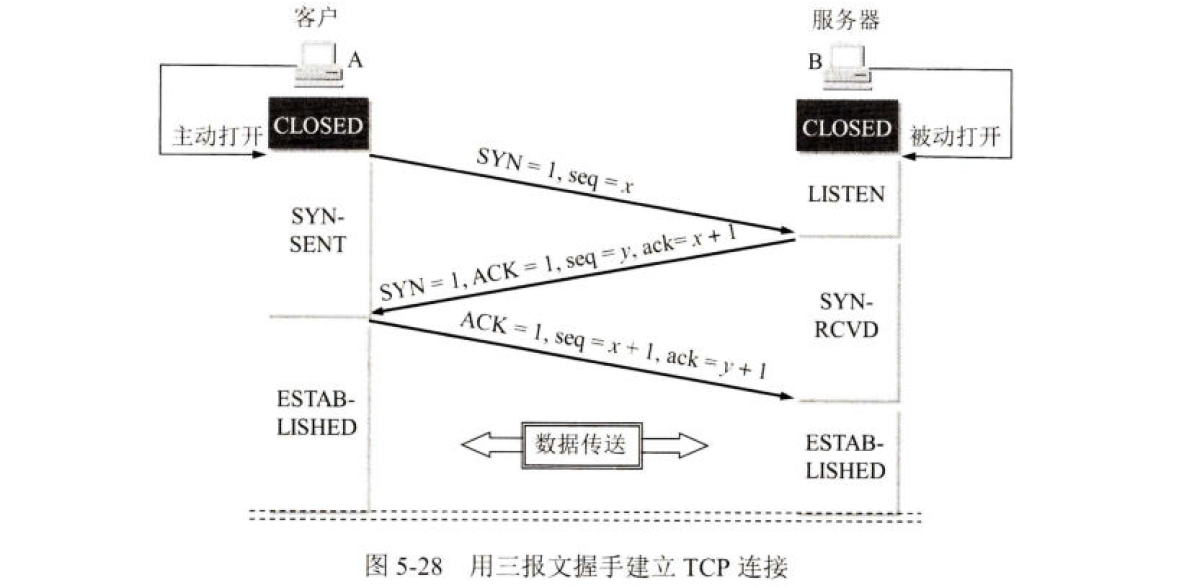 客户
服务器
A
B
CLOSED
CLOSED
主动打开
被动打开
SYN = 1, seq = x
LISTEN
SYN-
SENT
SYN = 1, ACK = 1, seq = y, ack= x + 1
SYN-
RCVD
ACK = 1, seq = x + 1, ack = y + 1
ESTAB-
LISHED
数据传送
ESTAB-
LISHED
图 5-28 用三报文握手建立 TCP 连接